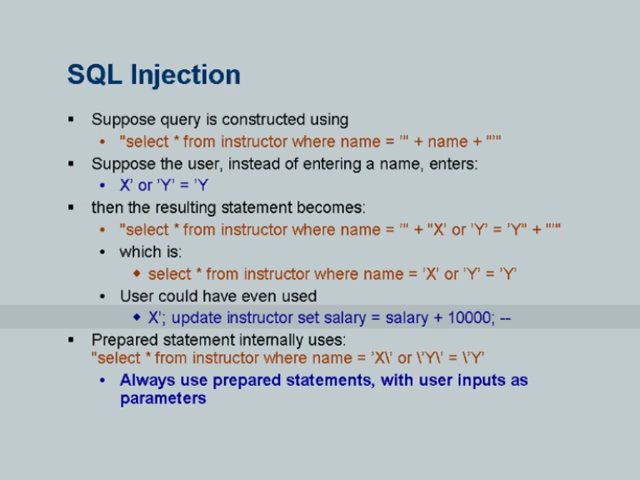 SQL Injection
▪ Suppose query is constructed using
• "select * from instructor where name = ’" + name + "’"
▪ Suppose the user, instead of entering a name, enters:
• X’ or ’Y’ = ’Y
▪ then the resulting statement becomes:
• "select * from instructor where name = ’" + "X’ or ’Y’ = ’Y" + "’"
• which is:
◆ select * from instructor where name = ’X’ or ’Y’ = ’Y’
• User could have even used
◆ X’; update instructor set salary = salary + 10000; --
▪ Prepared statement internally uses:
"select * from instructor where name = ’X\’ or \’Y\’ = \’Y’
• Always use prepared statements, with user inputs as
parameters